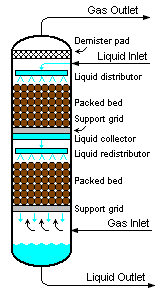 Gas Outlet
Demister pad
Liquid Inlet
Liquid distributor
Packed bed
Support grid
Liquid collector
Liquid redistributor
Packed bed
Support grid
Gas Inlet
Liquid Outlet